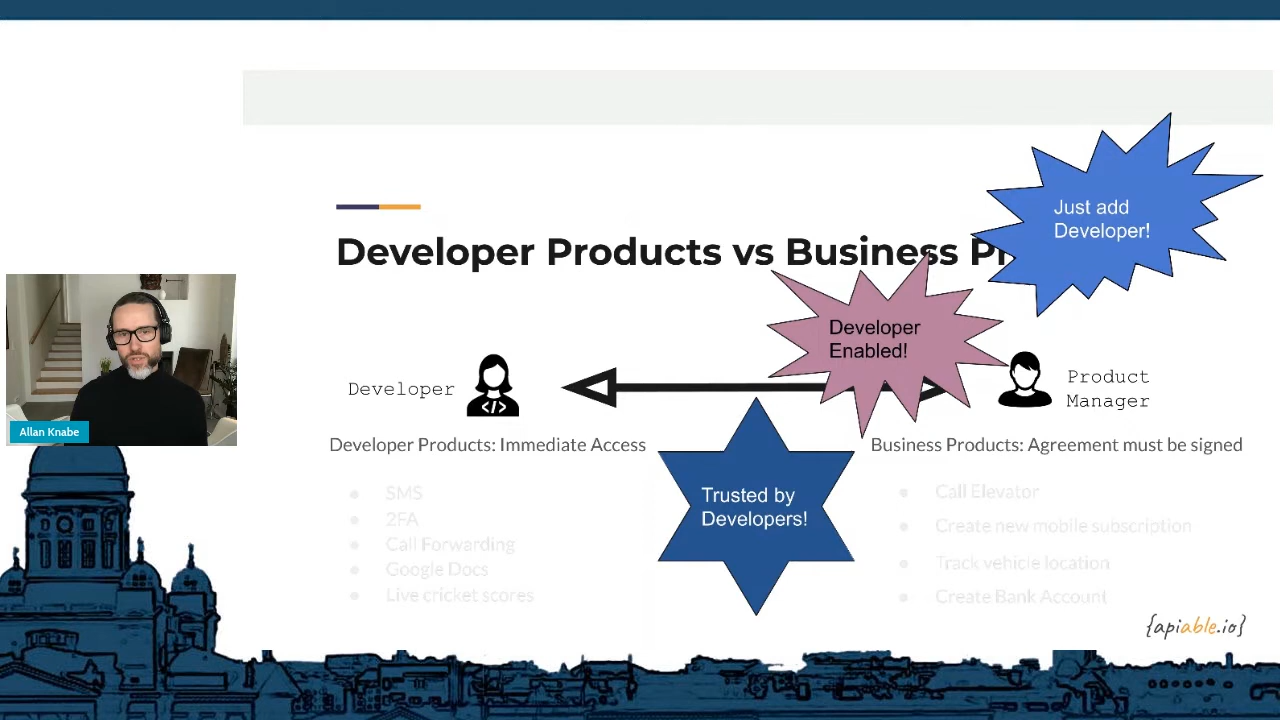 Just add
Developer!
Developer Products vs Business
Developer
Enabled!
Developer
Product
Manager
Developer Products: Immediate Access
Business Products: Agreement must be signed
Allan Knabe
Trusted by
Developers!
SMS
2FA
Call Forwarding
Google Docs
Live cricket scores
Call Elevator
Create new mobile subscription
Track vehicle location
Create Bank Account
{apiable.io}